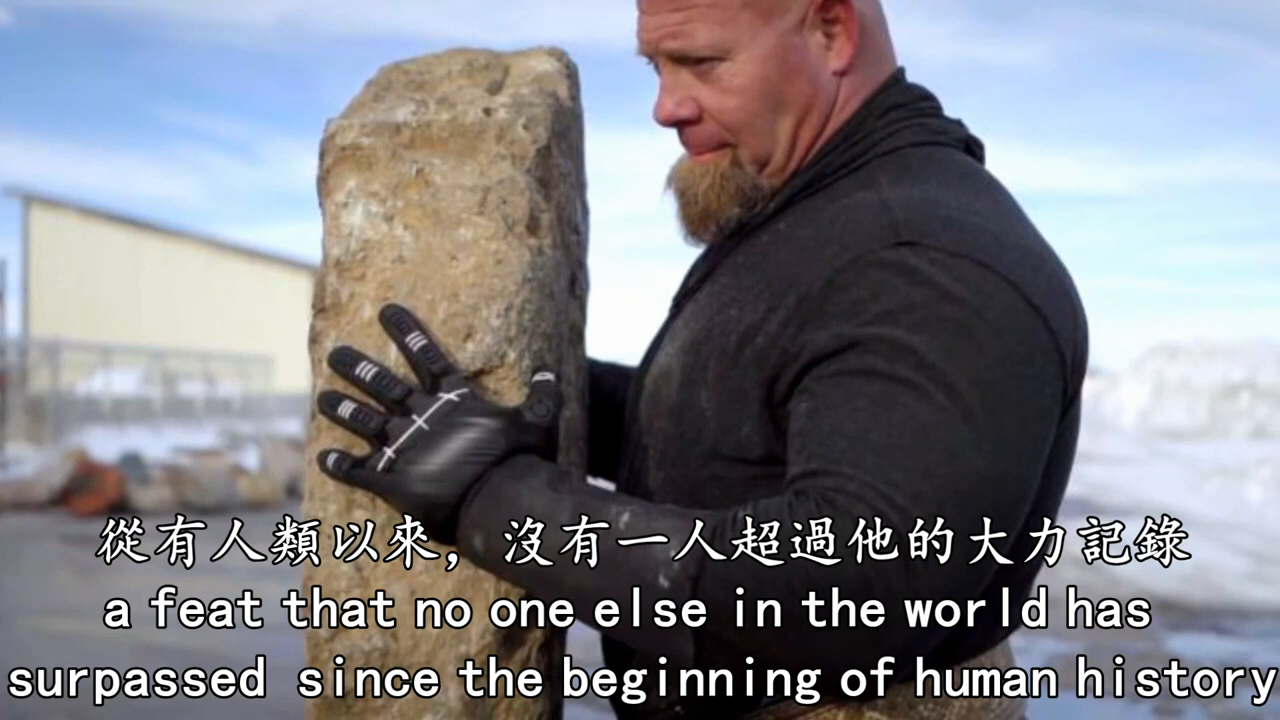 從有人類以來，沒有一人超過他的大力記錄
a feat that no one else in the world has
surpassed since the beginning of human history